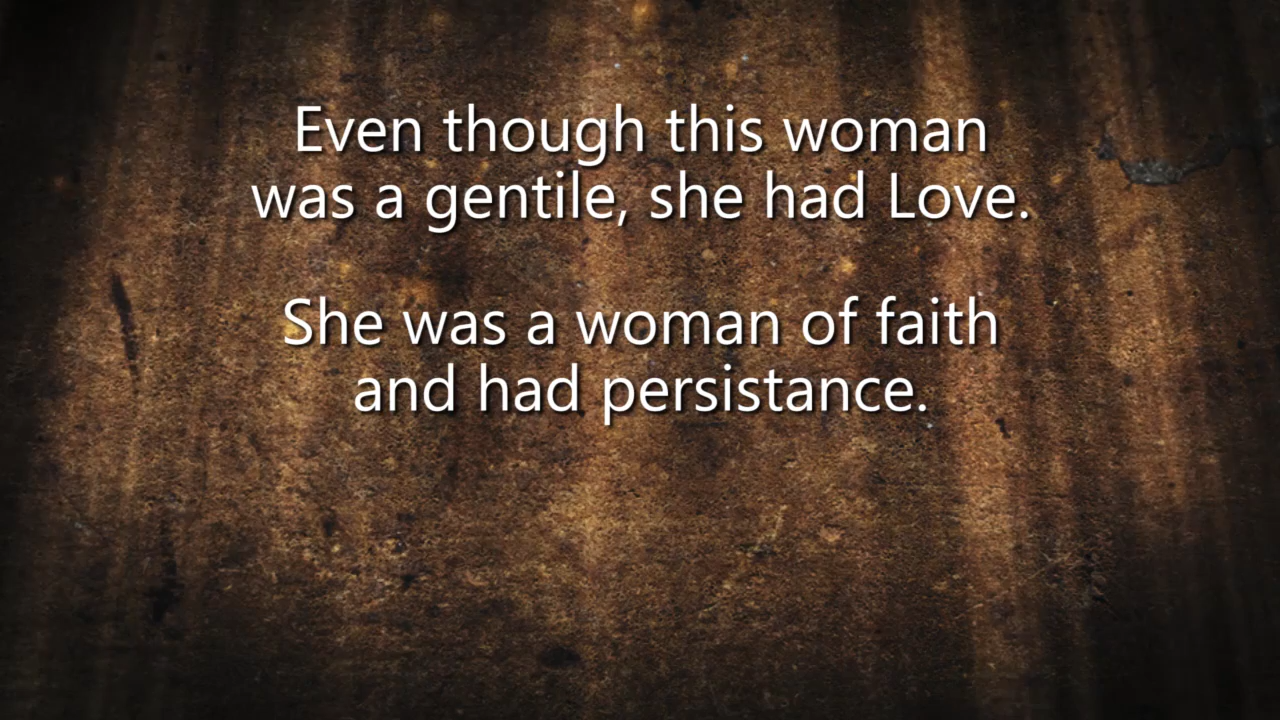 Even though this woman
was a gentile, she had Love.
She was a woman of faith
and had persistance.